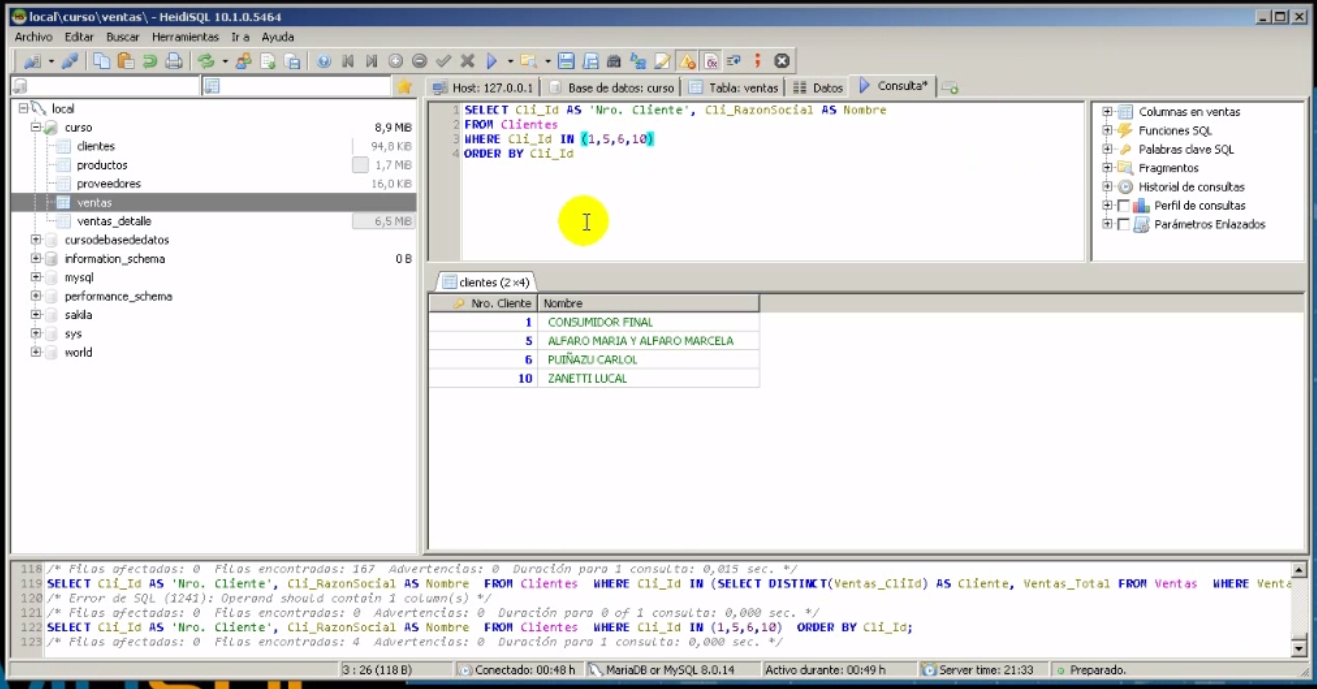 local\curso\ventas\ - HeidiSQL 10.1.0.5464
Archivo Editar Buscar Herramientas Ir a Ayuda
Host: 127.0.0.1 Base de datos: curso Tabla: ventas Datos Consulta*
local
curso 8,9 MB
clientes 94,8 KiB
productos 1,7 MB
proveedores 16,0 KiB
ventas
ventas_detalle 6,5 MB
cursodebasededatos
information_schema 0 B
mysql
performance_schema
sakila
sys
world
1 SELECT Cli_Id AS 'Nro. Cliente', Cli_RazonSocial AS Nombre
2 FROM Clientes
3 WHERE Cli_Id IN (1,5,6,10)
4 ORDER BY Cli_Id
Columnas en ventas
Funciones SQL
Palabras clave SQL
Fragmentos
Historial de consultas
Perfil de consultas
Parámetros Enlazados
clientes (2×4)
Nro. Cliente Nombre
1 CONSUMIDOR FINAL
5 ALFARO MARIA Y ALFARO MARCELA
6 PUIÑAZU CARLOL
10 ZANETTI LUCAL
118 /* Filas afectadas: 0 Filas encontradas: 167 Advertencias: 0 Duración para 1 consulta: 0,015 sec. */
119 SELECT Cli_Id AS 'Nro. Cliente', Cli_RazonSocial AS Nombre FROM Clientes WHERE Cli_Id IN (SELECT DISTINCT(Ventas_CliId) AS Cliente, Ventas_Total FROM Ventas WHERE Venta
120 /* Error de SQL (1241): Operand should contain 1 column(s) */
121 /* Filas afectadas: 0 Filas encontradas: 0 Advertencias: 0 Duración para 0 of 1 consulta: 0,000 sec. */
122 SELECT Cli_Id AS 'Nro. Cliente', Cli_RazonSocial AS Nombre FROM Clientes WHERE Cli_Id IN (1,5,6,10) ORDER BY Cli_Id;
123 /* Filas afectadas: 0 Filas encontradas: 4 Advertencias: 0 Duración para 1 consulta: 0,000 sec. */
3 : 26 (118 B) Conectado: 00:48 h MariaDB or MySQL 8.0.14 Activo durante: 00:49 h Server time: 21:33 Preparado.